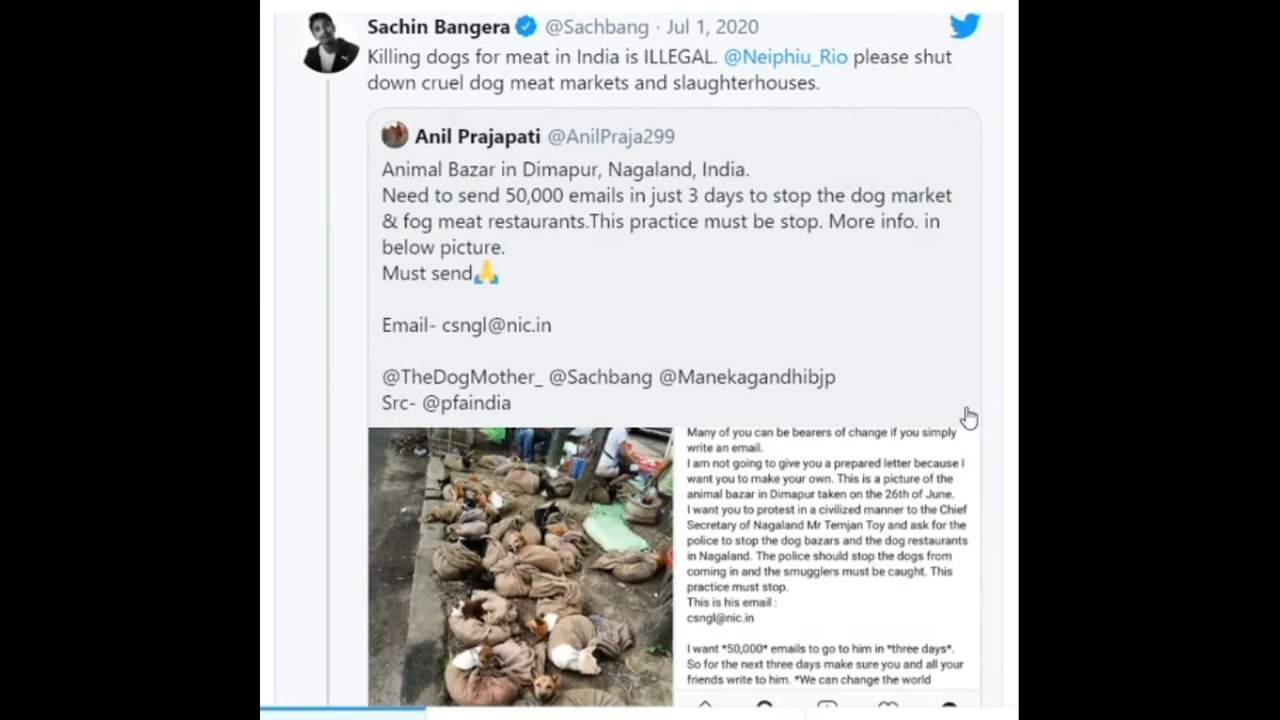 Sachin Bangera @Sachbang · Jul 1, 2020
Killing dogs for meat in India is ILLEGAL. @Neiphiu_Rio please shut
down cruel dog meat markets and slaughterhouses.
Anil Prajapati @AnilPraja299
Animal Bazar in Dimapur, Nagaland, India.
Need to send 50,000 emails in just 3 days to stop the dog market
& fog meat restaurants.This practice must be stop. More info. in
below picture.
Must send🙏
Email- csngl@nic.in
@TheDogMother_ @Sachbang @Manekagandhibjp
Src- @pfaindia
Many of you can be bearers of change if you simply
write an email.
I am not going to give you a prepared letter because I
want you to make your own. This is a picture of the
animal bazar in Dimapur taken on the 26th of June.
I want you to protest in a civilized manner to the Chief
Secretary of Nagaland Mr Temjan Toy and ask for the
police to stop the dog bazars and the dog restaurants
in Nagaland. The police should stop the dogs from
coming in and the smugglers must be caught. This
practice must stop.
This is his email :
csngl@nic.in
I want *50,000* emails to go to him in *three days*.
So for the next three days make sure you and all your
friends write to him. *We can change the world